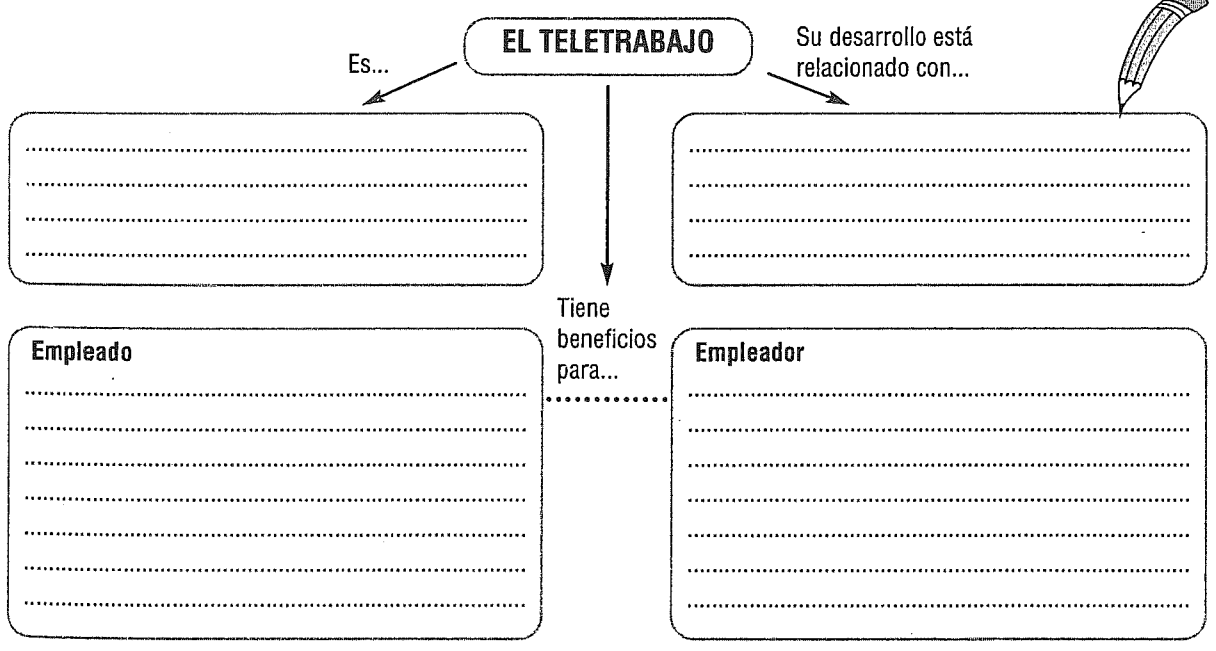 EL TELETRABAJO
Es...
Su desarrollo está
relacionado con...
Tiene
beneficios
para...
Empleado
Empleador